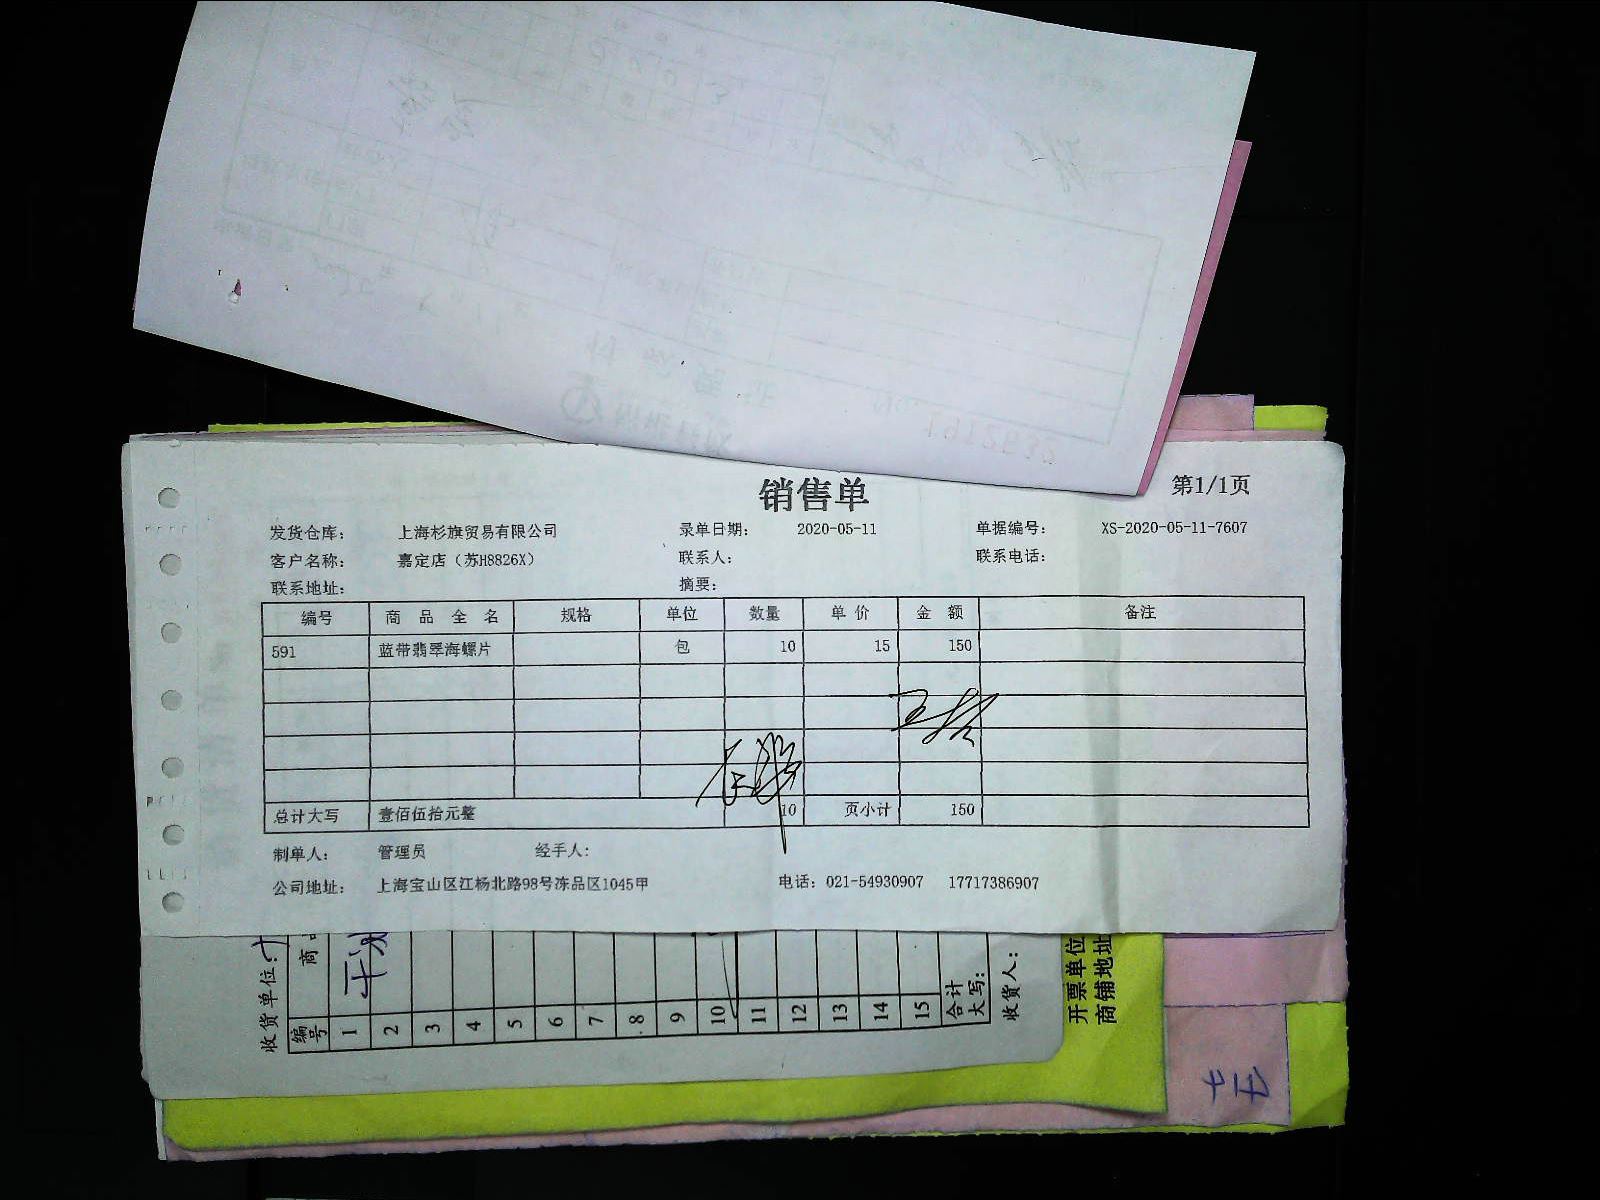 销售单
第1/1页
发货仓库: 上海杉旗贸易有限公司 录单日期: 2020-05-11 单据编号: XS-2020-05-11-7607
客户名称: 嘉定店（苏H8826X） 联系人: 联系电话:
联系地址: 摘要:
编号 商品全名 规格 单位 数量 单价 金额 备注
591 蓝带翡翠海螺片 包 10 15 150
总计大写 壹佰伍拾元整 10 页小计 150
制单人: 管理员 经手人:
公司地址: 上海宝山区江杨北路98号冻品区1045甲 电话: 021-54930907 17717386907
收货单位:
编号 商
1
2
3
4
5
6
7
8
9
10
11
12
13
14
15
合计大写:
收货人:
开票单位
商铺地址